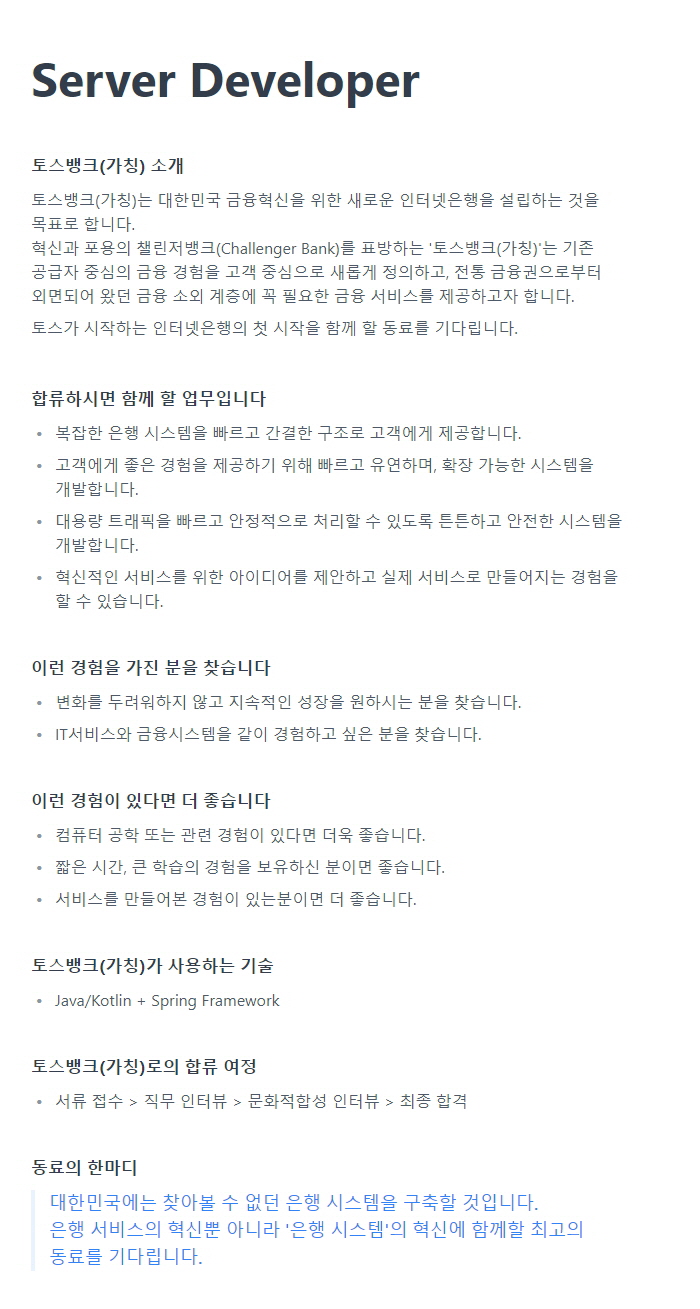 Server Developer
토스뱅크(가칭) 소개
토스뱅크(가칭)는 대한민국 금융혁신을 위한 새로운 인터넷은행을 설립하는 것을
목표로 합니다.
혁신과 포용의 챌린저뱅크(Challenger Bank)를 표방하는 '토스뱅크(가칭)'는 기존
공급자 중심의 금융 경험을 고객 중심으로 새롭게 정의하고, 전통 금융권으로부터
외면되어 왔던 금융 소외 계층에 꼭 필요한 금융 서비스를 제공하고자 합니다.
토스가 시작하는 인터넷은행의 첫 시작을 함께 할 동료를 기다립니다.
합류하시면 함께 할 업무입니다
• 복잡한 은행 시스템을 빠르고 간결한 구조로 고객에게 제공합니다.
• 고객에게 좋은 경험을 제공하기 위해 빠르고 유연하며, 확장 가능한 시스템을
개발합니다.
• 대용량 트래픽을 빠르고 안정적으로 처리할 수 있도록 튼튼하고 안전한 시스템을
개발합니다.
• 혁신적인 서비스를 위한 아이디어를 제안하고 실제 서비스로 만들어지는 경험을
할 수 있습니다.
이런 경험을 가진 분을 찾습니다
• 변화를 두려워하지 않고 지속적인 성장을 원하시는 분을 찾습니다.
• IT서비스와 금융시스템을 같이 경험하고 싶은 분을 찾습니다.
이런 경험이 있다면 더 좋습니다
• 컴퓨터 공학 또는 관련 경험이 있다면 더욱 좋습니다.
• 짧은 시간, 큰 학습의 경험을 보유하신 분이면 좋습니다.
• 서비스를 만들어본 경험이 있는분이면 더 좋습니다.
토스뱅크(가칭)가 사용하는 기술
• Java/Kotlin + Spring Framework
토스뱅크(가칭)로의 합류 여정
• 서류 접수 > 직무 인터뷰 > 문화적합성 인터뷰 > 최종 합격
동료의 한마디
대한민국에는 찾아볼 수 없던 은행 시스템을 구축할 것입니다.
은행 서비스의 혁신뿐 아니라 '은행 시스템'의 혁신에 함께할 최고의
동료를 기다립니다.